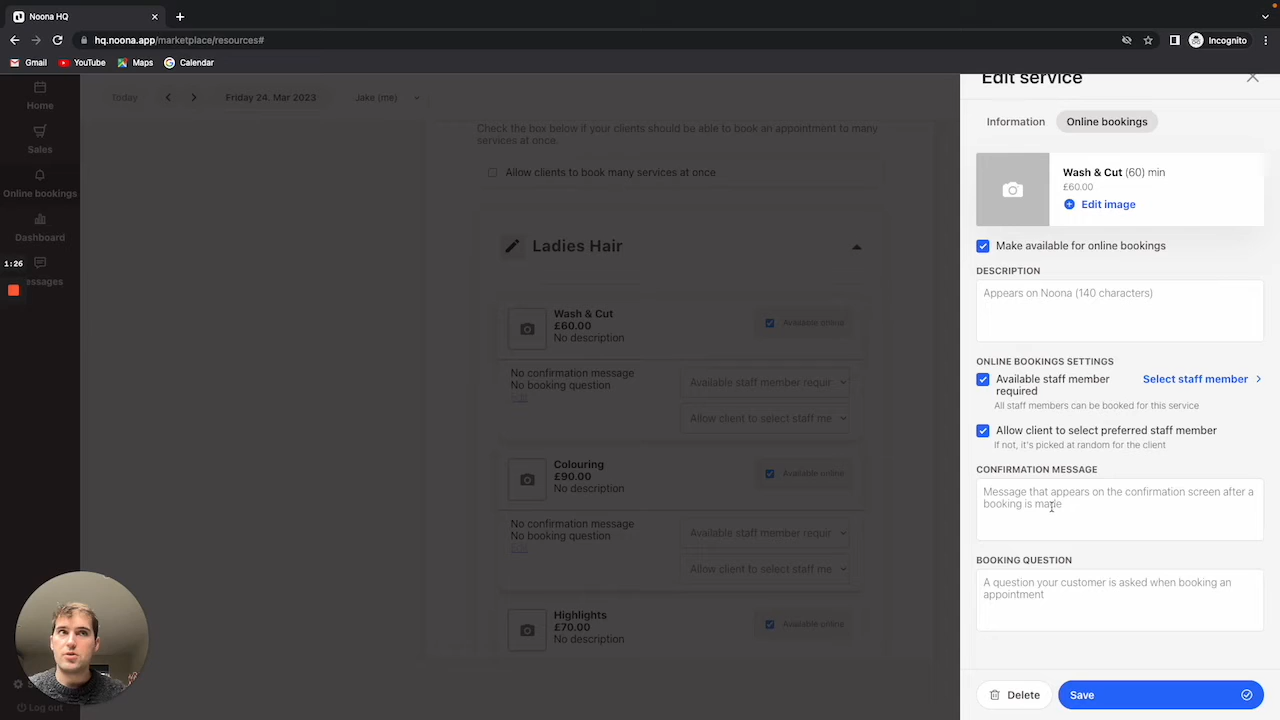 Noona HQ
hq.noona.app/marketplace/resources#
Incognito
Gmail
YouTube
Maps
Calendar
Home
Sales
Online bookings
Dashboard
1:26
essages
Log out
Today
Friday 24. Mar 2023
Jake (me)
Check the box below if your clients should be able to book an appointment to many
services at once.
Allow clients to book many services at once
Ladies Hair
Wash & Cut
£60.00
No description
Available online
No confirmation message
No booking question
Edit
Available staff member requir
Allow client to select staff me
Colouring
£90.00
No description
Available online
No confirmation message
No booking question
Edit
Available staff member requir
Allow client to select staff me
Highlights
£70.00
No description
Available online
Edit service
Information
Online bookings
Wash & Cut (60) min
£60.00
Edit image
Make available for online bookings
DESCRIPTION
Appears on Noona (140 characters)
ONLINE BOOKINGS SETTINGS
Available staff member
required
Select staff member
All staff members can be booked for this service
Allow client to select preferred staff member
If not, it's picked at random for the client
CONFIRMATION MESSAGE
Message that appears on the confirmation screen after a
booking is made
BOOKING QUESTION
A question your customer is asked when booking an
appointment
Delete
Save